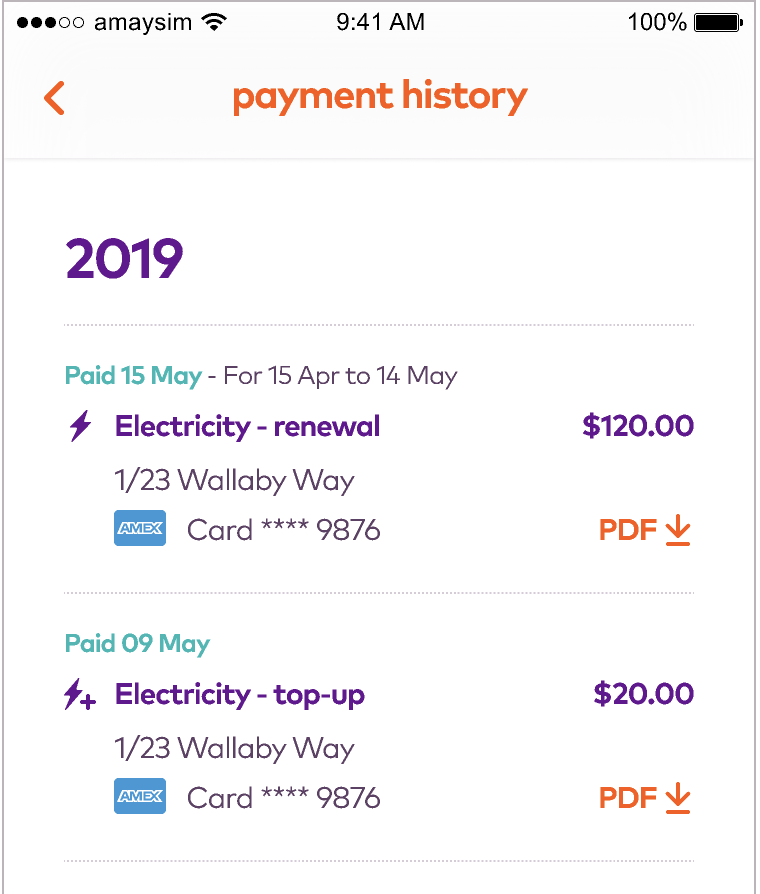 amaysim 9:41 AM 100%
payment history
2019
Paid 15 May - For 15 Apr to 14 May
Electricity - renewal $120.00
1/23 Wallaby Way
AMEX Card **** 9876 PDF
Paid 09 May
Electricity - top-up $20.00
1/23 Wallaby Way
AMEX Card **** 9876 PDF